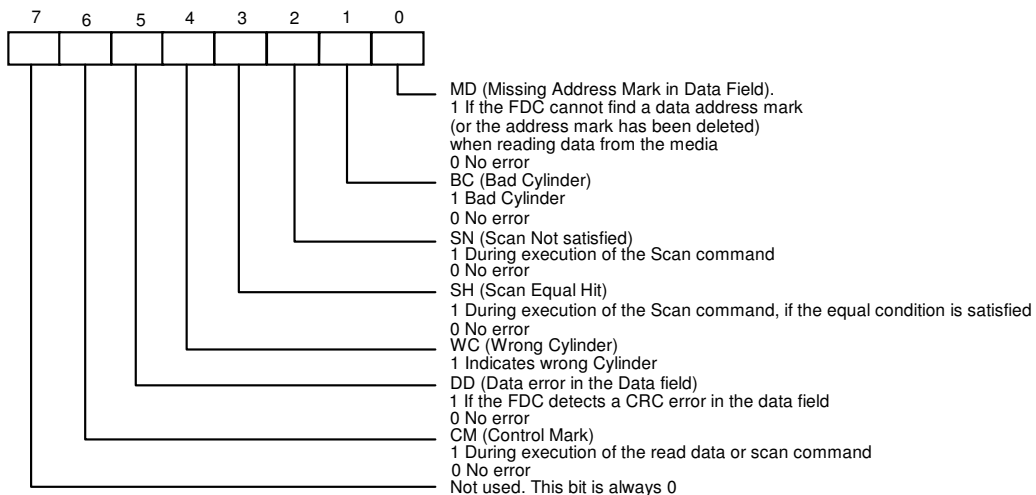 7 6 5 4 3 2 1 0
MD (Missing Address Mark in Data Field).
1 If the FDC cannot find a data address mark
(or the address mark has been deleted)
when reading data from the media
0 No error
BC (Bad Cylinder)
1 Bad Cylinder
0 No error
SN (Scan Not satisfied)
1 During execution of the Scan command
0 No error
SH (Scan Equal Hit)
1 During execution of the Scan command, if the equal condition is satisfied
0 No error
WC (Wrong Cylinder)
1 Indicates wrong Cylinder
DD (Data error in the Data field)
1 If the FDC detects a CRC error in the data field
0 No error
CM (Control Mark)
1 During execution of the read data or scan command
0 No error
Not used. This bit is always 0